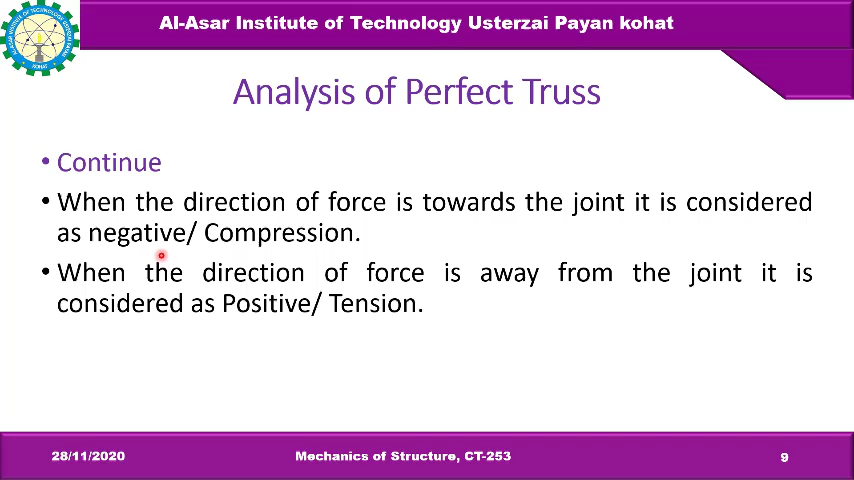 Al-Asar Institute of Technology Usterzai Payan kohat
Analysis of Perfect Truss
• Continue
• When the direction of force is towards the joint it is considered
as negative/ Compression.
• When the direction of force is away from the joint it is
considered as Positive/ Tension.
28/11/2020
Mechanics of Structure, CT-253
9